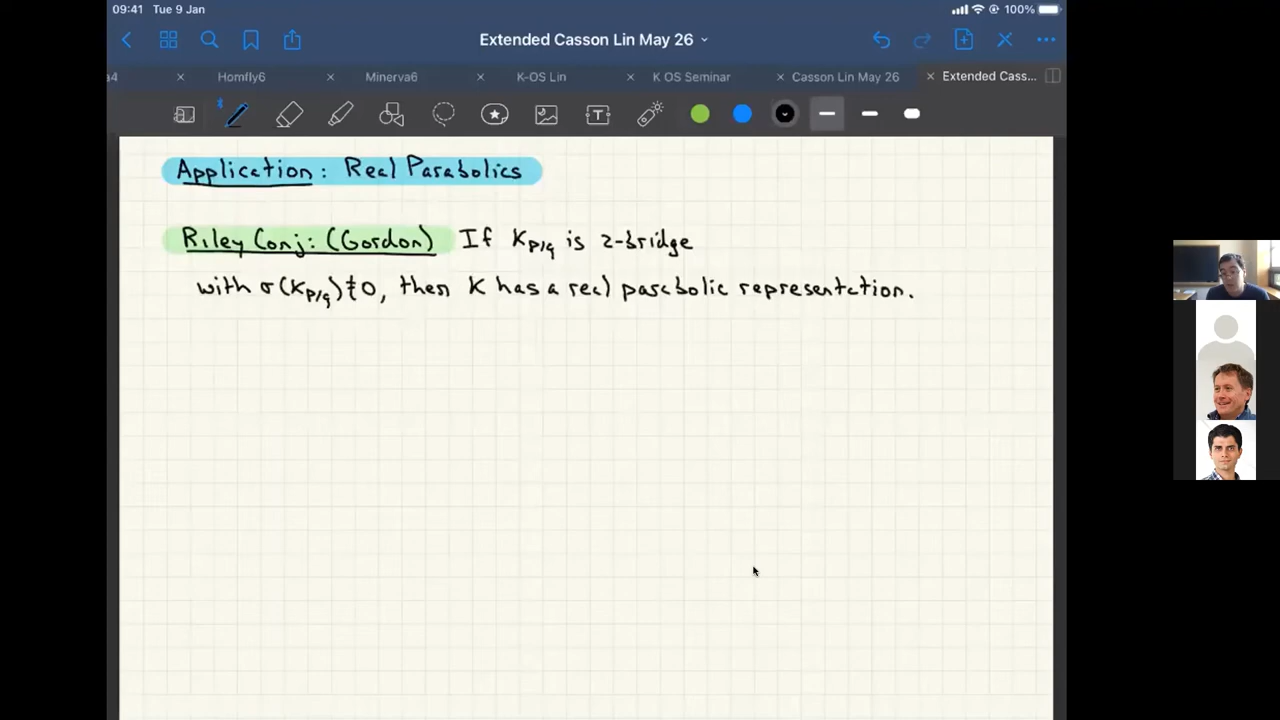 09:41 Tue 9 Jan
100%
Extended Casson Lin May 26
a4
Homfly6
Minerva6
K-OS Lin
K OS Seminar
Casson Lin May 26
Extended Cass...
Application: Real Parabolics
Riley Conj: (Gordon) If K_{p/q} is 2-bridge
with σ(K_{p/q}) ≠ 0, then K has a real parabolic representation.